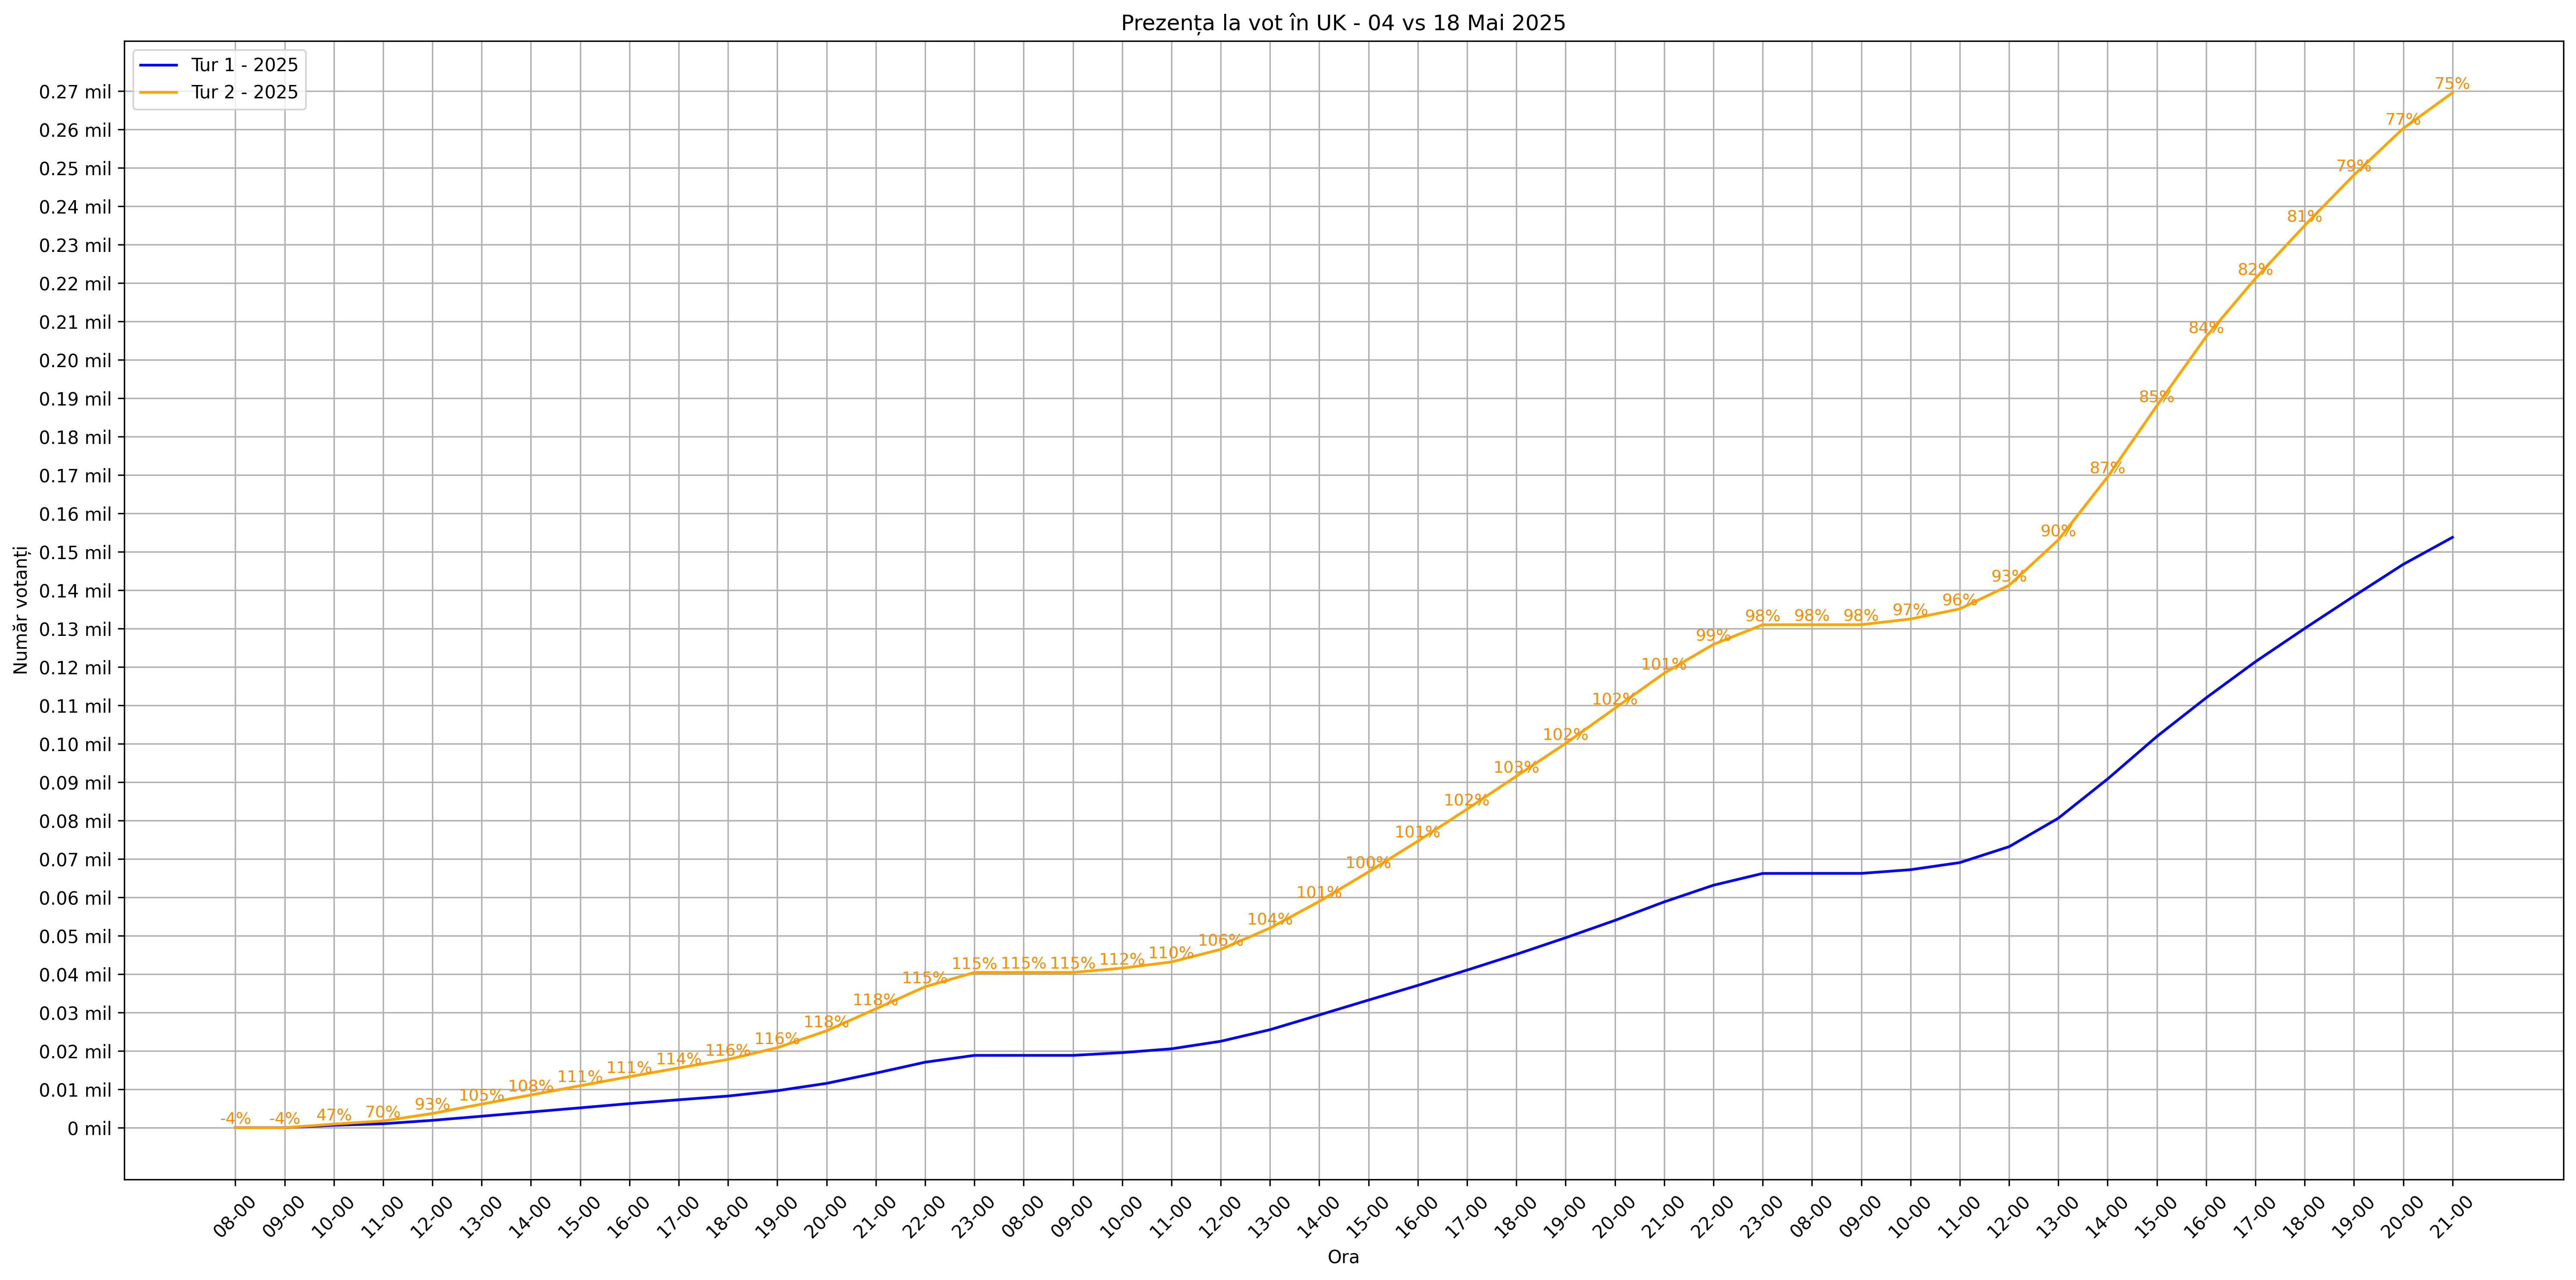 Prezența la vot în UK - 04 vs 18 Mai 2025
Tur 1 - 2025
Tur 2 - 2025
Număr votanți
0.27 mil
0.26 mil
0.25 mil
0.24 mil
0.23 mil
0.22 mil
0.21 mil
0.20 mil
0.19 mil
0.18 mil
0.17 mil
0.16 mil
0.15 mil
0.14 mil
0.13 mil
0.12 mil
0.11 mil
0.10 mil
0.09 mil
0.08 mil
0.07 mil
0.06 mil
0.05 mil
0.04 mil
0.03 mil
0.02 mil
0.01 mil
0 mil
-4% -4% 47% 70% 93% 105% 108% 111% 111% 114% 116% 116% 118% 118% 115% 115% 115% 115% 112% 110% 106% 104% 101% 100% 101% 102% 103% 102% 102% 101% 99% 98% 98% 98% 97% 96% 93% 90% 87% 85% 84% 82% 81% 79% 77% 75%
08-00 09-00 10-00 11-00 12-00 13-00 14-00 15-00 16-00 17-00 18-00 19-00 20-00 21-00 22-00 23-00 08-00 09-00 10-00 11-00 12-00 13-00 14-00 15-00 16-00 17-00 18-00 19-00 20-00 21-00 22-00 23-00 08-00 09-00 10-00 11-00 12-00 13-00 14-00 15-00 16-00 17-00 18-00 19-00 20-00 21-00
Ora